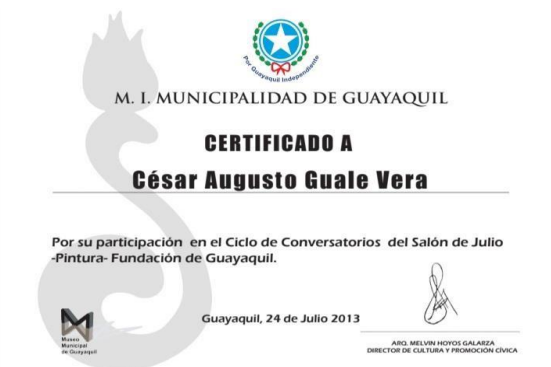 Por Guayaquil Independiente
M. I. MUNICIPALIDAD DE GUAYAQUIL
CERTIFICADO A
César Augusto Guale Vera
Por su participación en el Ciclo de Conversatorios del Salón de Julio
-Pintura- Fundación de Guayaquil.
Guayaquil, 24 de Julio 2013
Museo
Municipal
de Guayaquil
ARQ. MELVIN HOYOS GALARZA
DIRECTOR DE CULTURA Y PROMOCIÓN CÍVICA